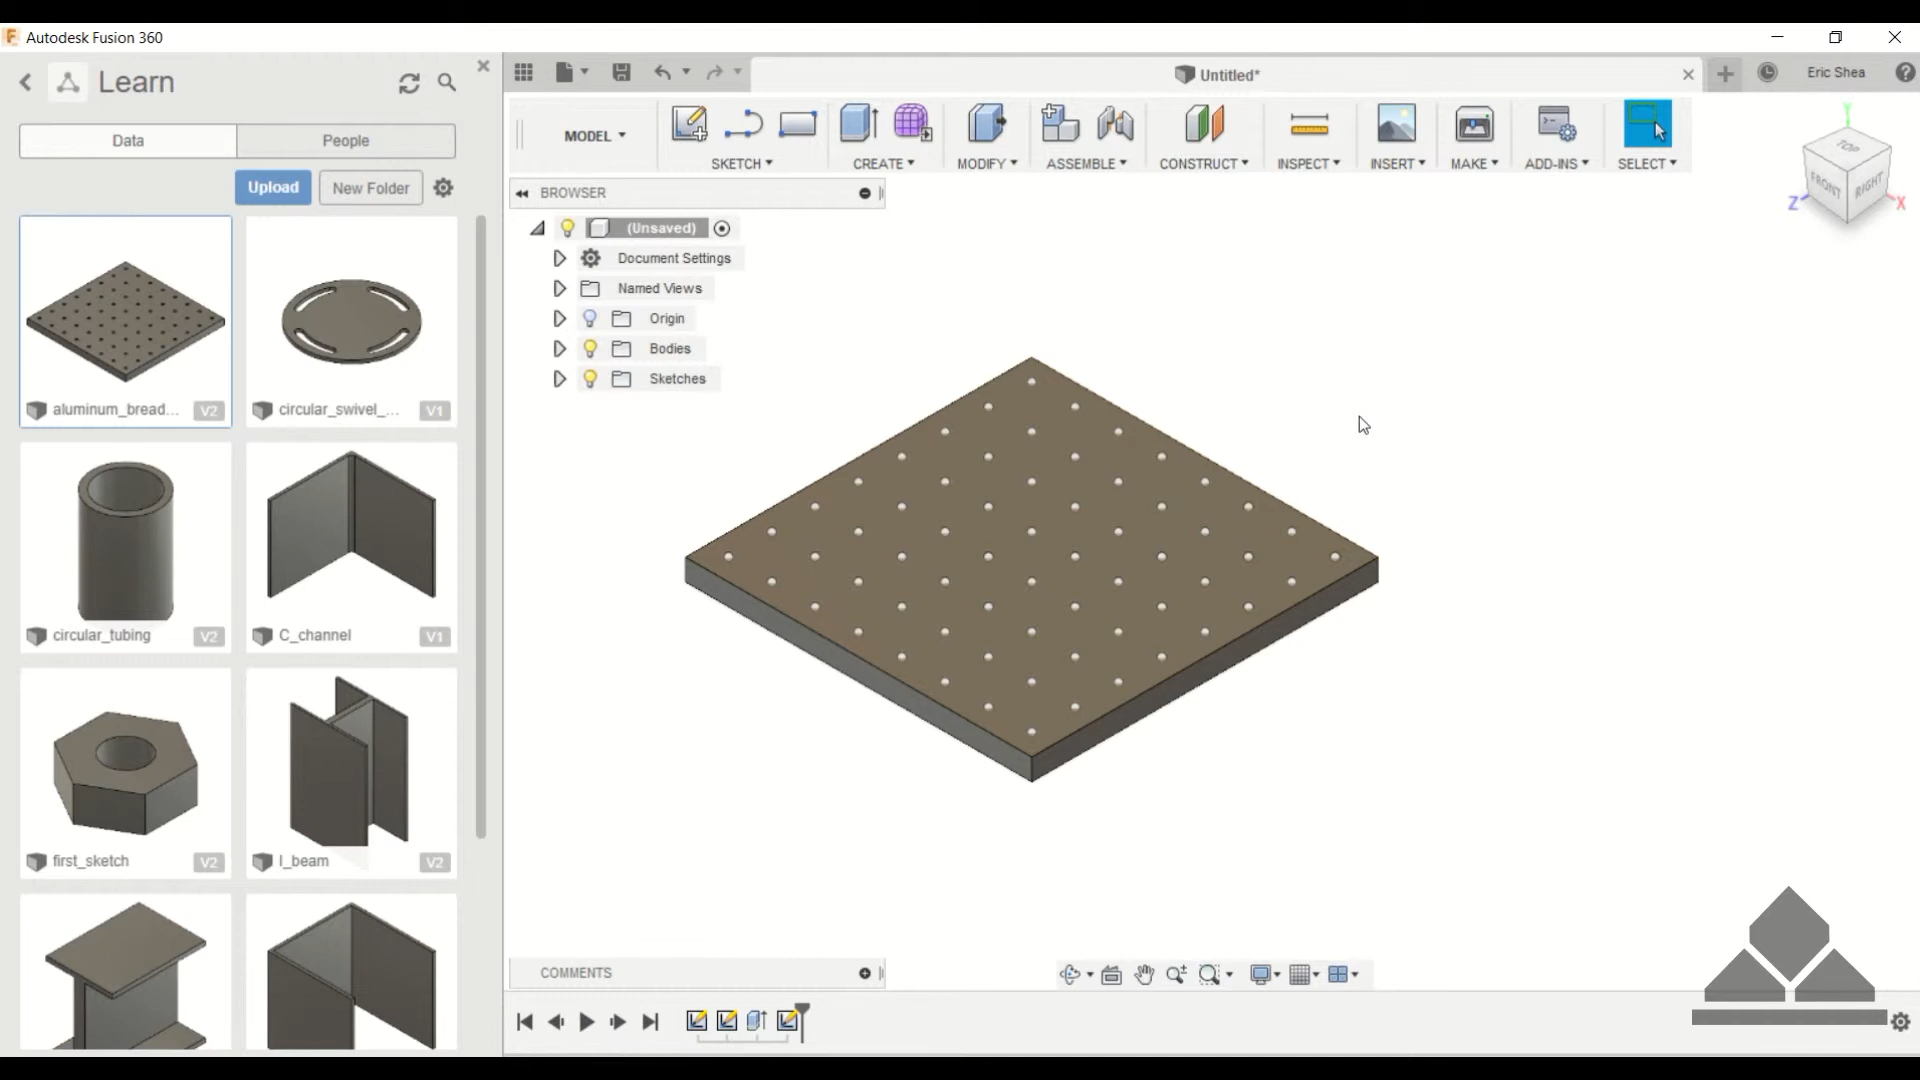 Autodesk Fusion 360
Learn
Untitled*
Eric Shea
Data
People
MODEL
SKETCH
CREATE
MODIFY
ASSEMBLE
CONSTRUCT
INSPECT
INSERT
MAKE
ADD-INS
SELECT
TOP
FRONT
RIGHT
Y
Z
X
Upload
New Folder
BROWSER
(Unsaved)
Document Settings
Named Views
Origin
Bodies
Sketches
aluminum_bread...
V2
circular_swivel_...
V1
circular_tubing
V2
C_channel
V1
first_sketch
V2
I_beam
V2
COMMENTS